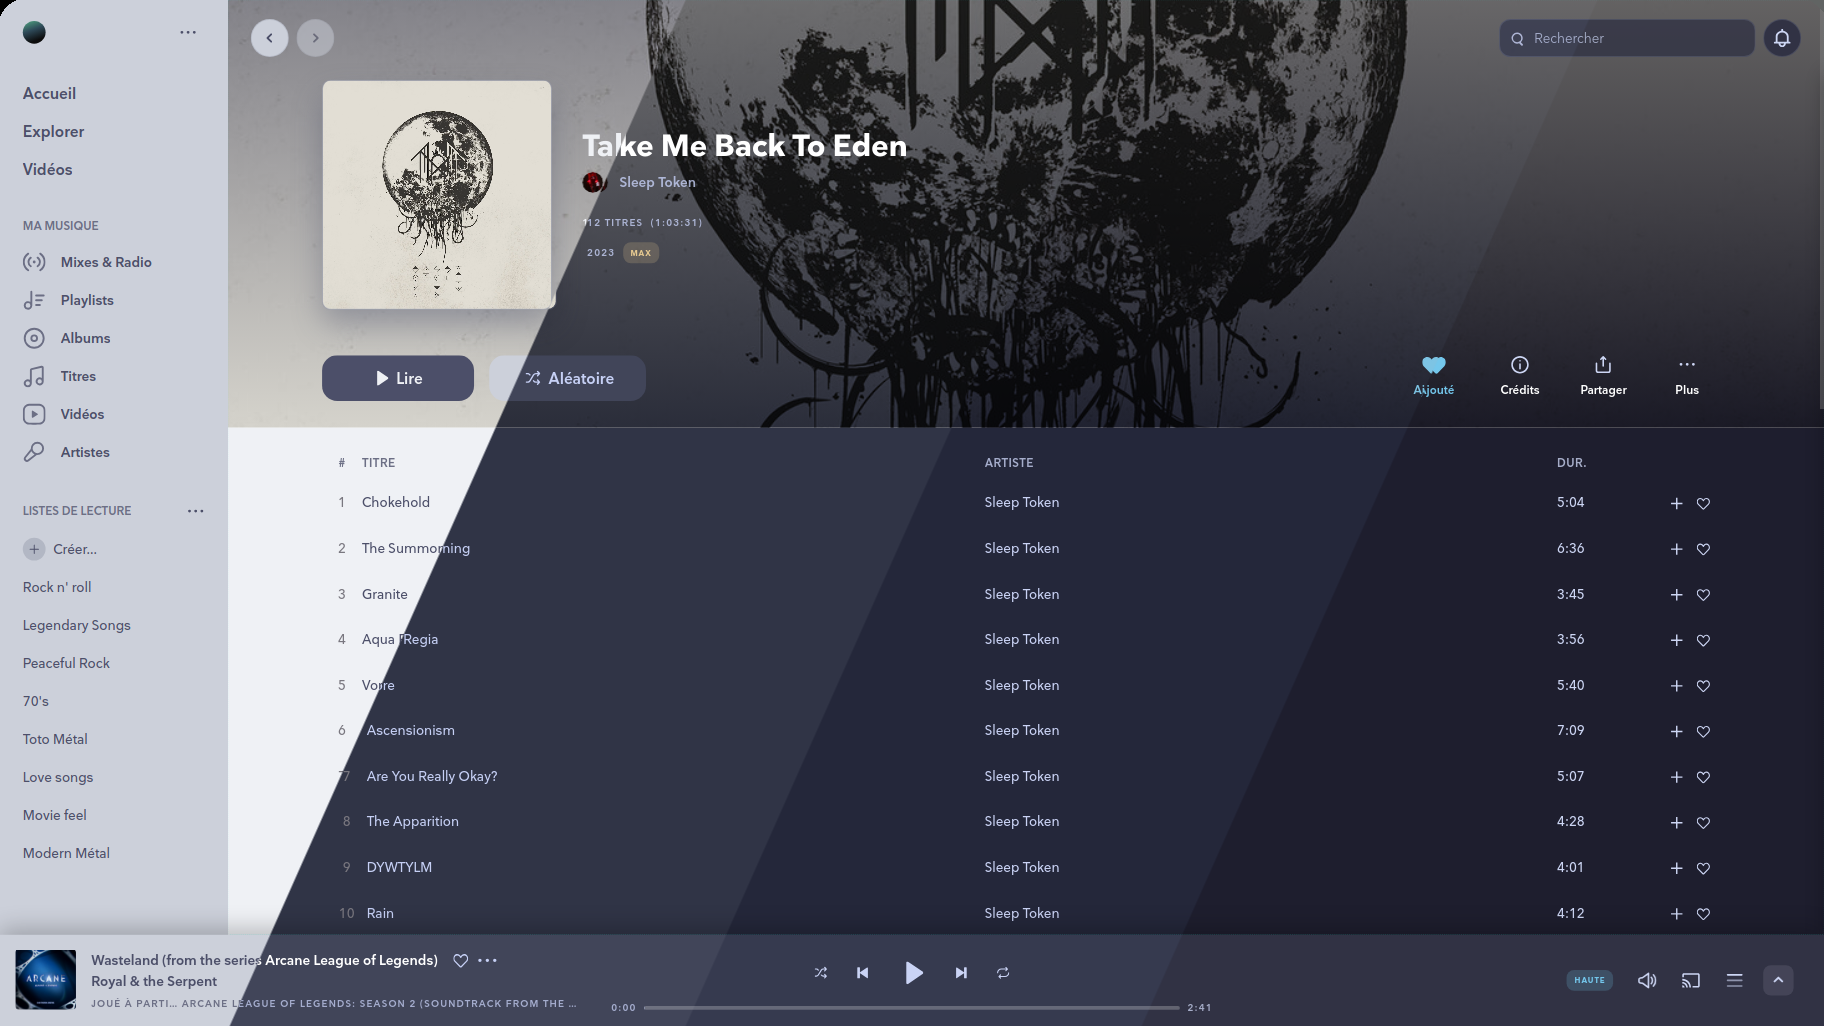 Rechercher
Accueil
Explorer
Vidéos
MA MUSIQUE
Mixes & Radio
Playlists
Albums
Titres
Vidéos
Artistes
LISTES DE LECTURE
Créer...
Rock n' roll
Legendary Songs
Peaceful Rock
70's
Toto Métal
Love songs
Movie feel
Modern Métal
Take Me Back To Eden
Sleep Token
12 TITRES (1:03:31)
2023 MAX
Lire Aléatoire
Ajouté Crédits Partager Plus
# TITRE ARTISTE DUR.
1 Chokehold Sleep Token 5:04
2 The Summoning Sleep Token 6:36
3 Granite Sleep Token 3:45
4 Aqua Regia Sleep Token 3:56
5 Vore Sleep Token 5:40
6 Ascensionism Sleep Token 7:09
7 Are You Really Okay? Sleep Token 5:07
8 The Apparition Sleep Token 4:28
9 DYWTYLM Sleep Token 4:01
10 Rain Sleep Token 4:12
ARCANE
Wasteland (from the series Arcane League of Legends)
Royal & the Serpent
JOUÉ À PARTI... ARCANE LEAGUE OF LEGENDS: SEASON 2 (SOUNDTRACK FROM THE ...
0:00 2:41
HAUTE